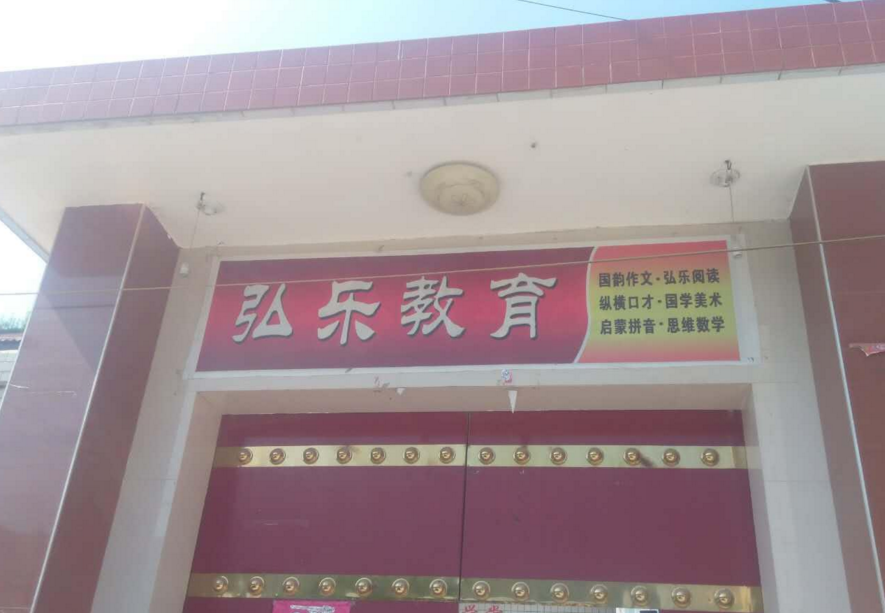 弘乐教育
国韵作文·弘乐阅读
纵横口才·国学美术
启蒙拼音·思维数学